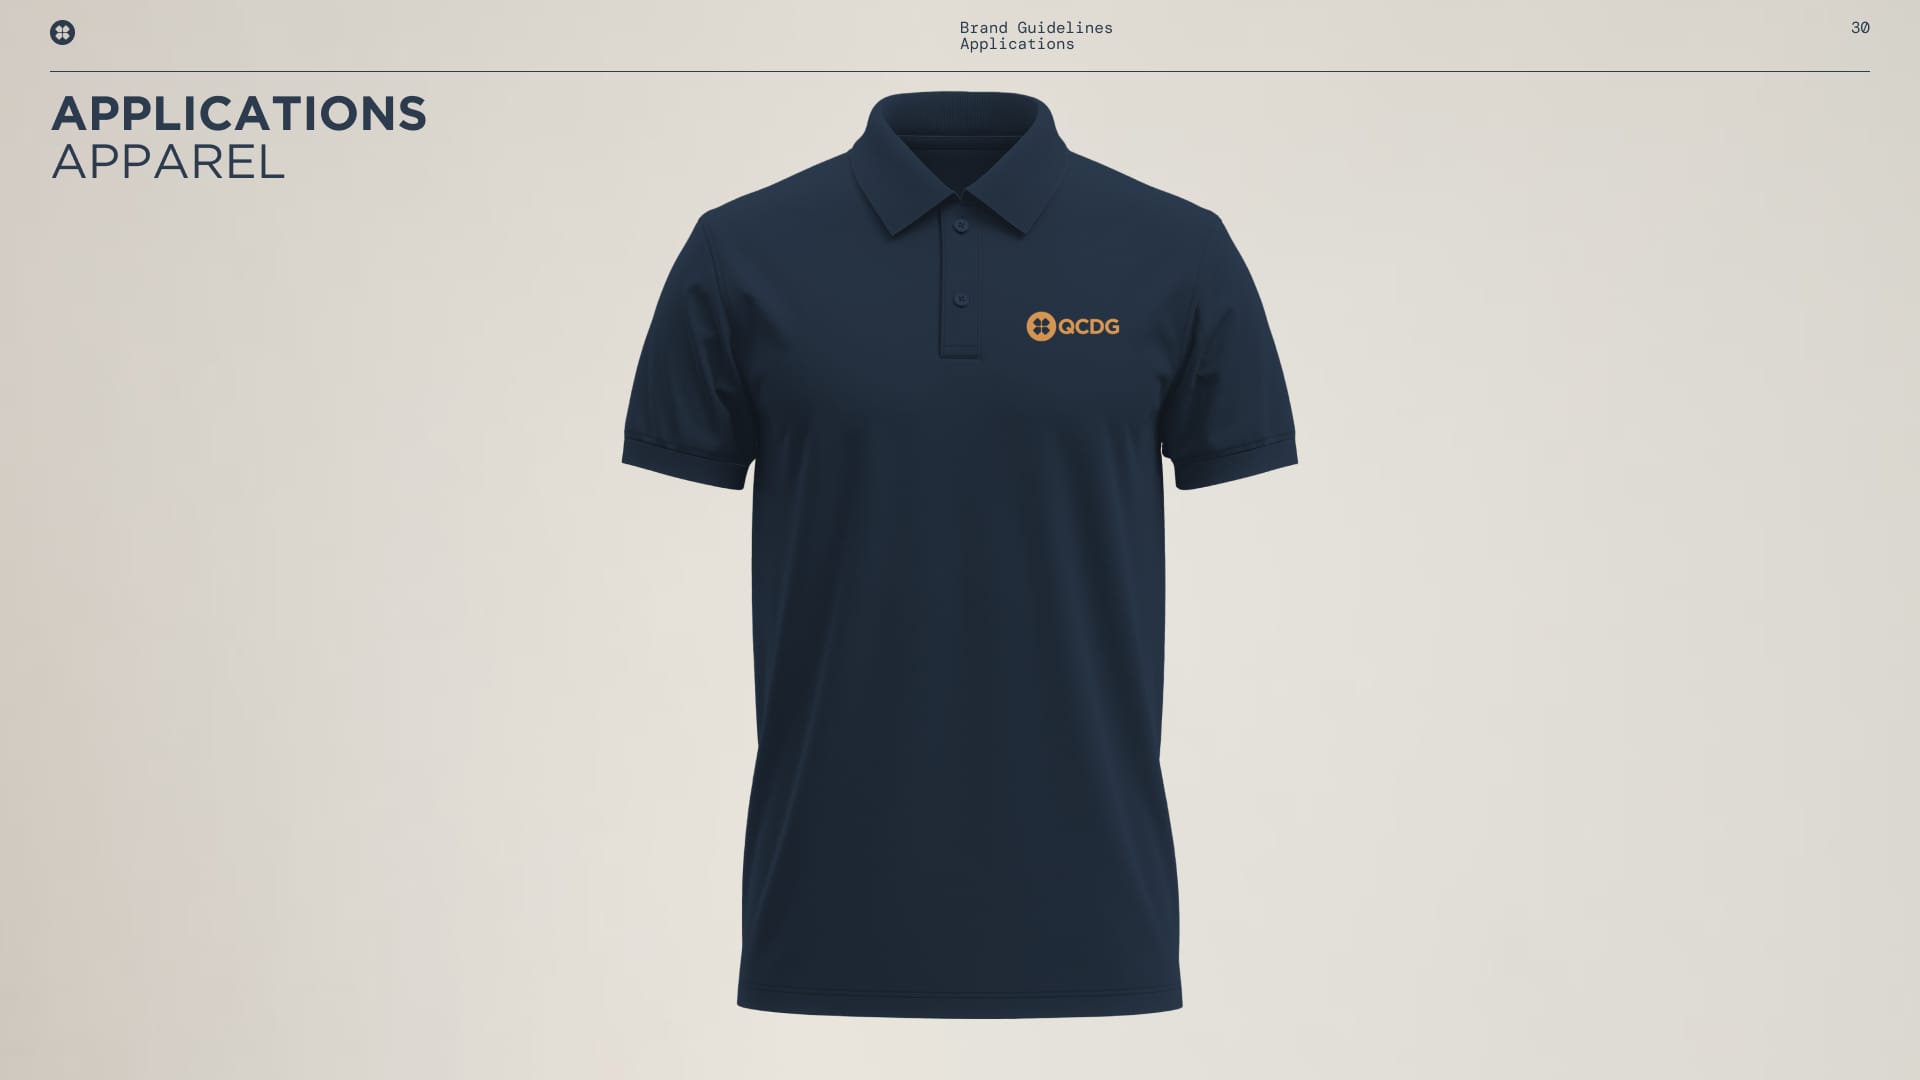 Brand Guidelines
Applications
30
APPLICATIONS
APPAREL
QCDG